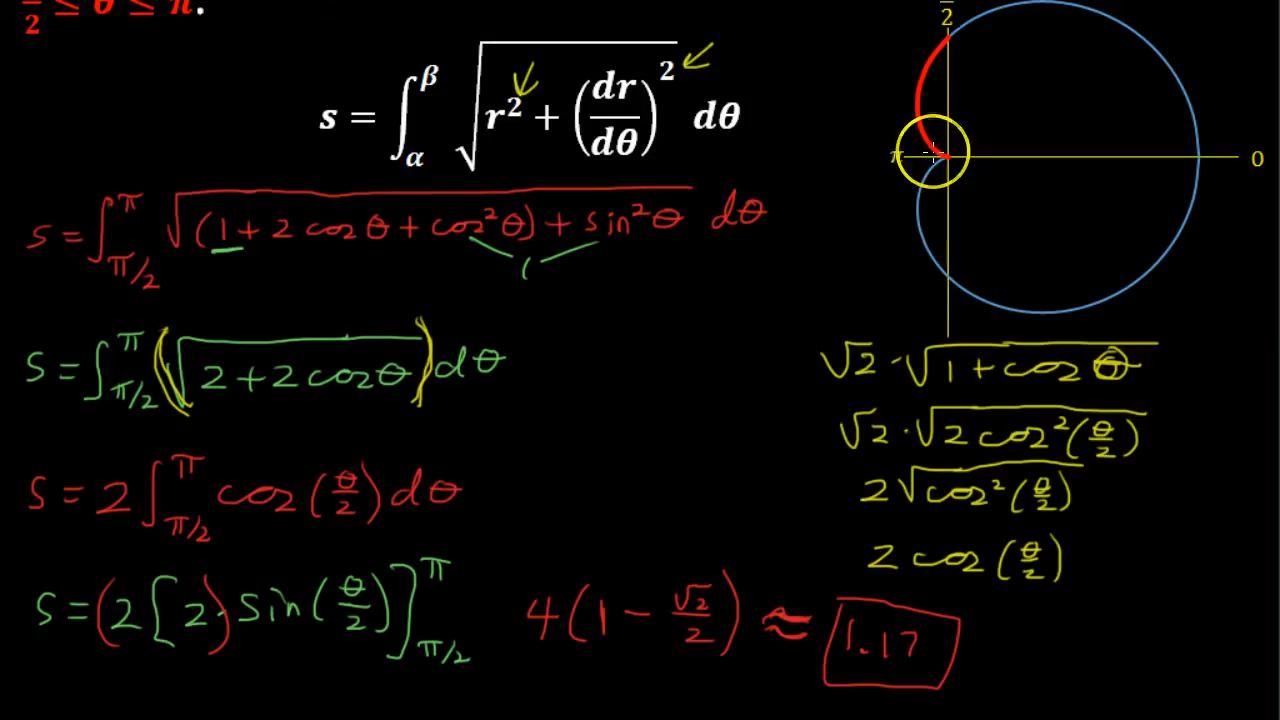 π/2 ≤ θ ≤ π.
s = ∫_α^β √(r² + (dr/dθ)²) dθ
s = ∫_{π/2}^π √((1 + 2 cos θ + cos² θ) + sin² θ) dθ
1
s = ∫_{π/2}^π (√(2 + 2 cos θ)) dθ
s = 2 ∫_{π/2}^π cos(θ/2) dθ
s = (2[2) · sin(θ/2)]_{π/2}^π
4(1 − √2/2) ≈ 1.17
2
π
0
√2 · √(1 + cos θ)
√2 · √(2 cos² (θ/2))
2 √(cos² (θ/2))
2 cos (θ/2)